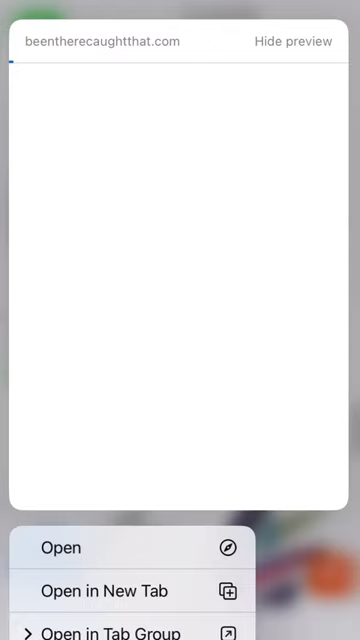 beentherecaughtthat.com Hide preview
Open
Open in New Tab
Open in Tab Group